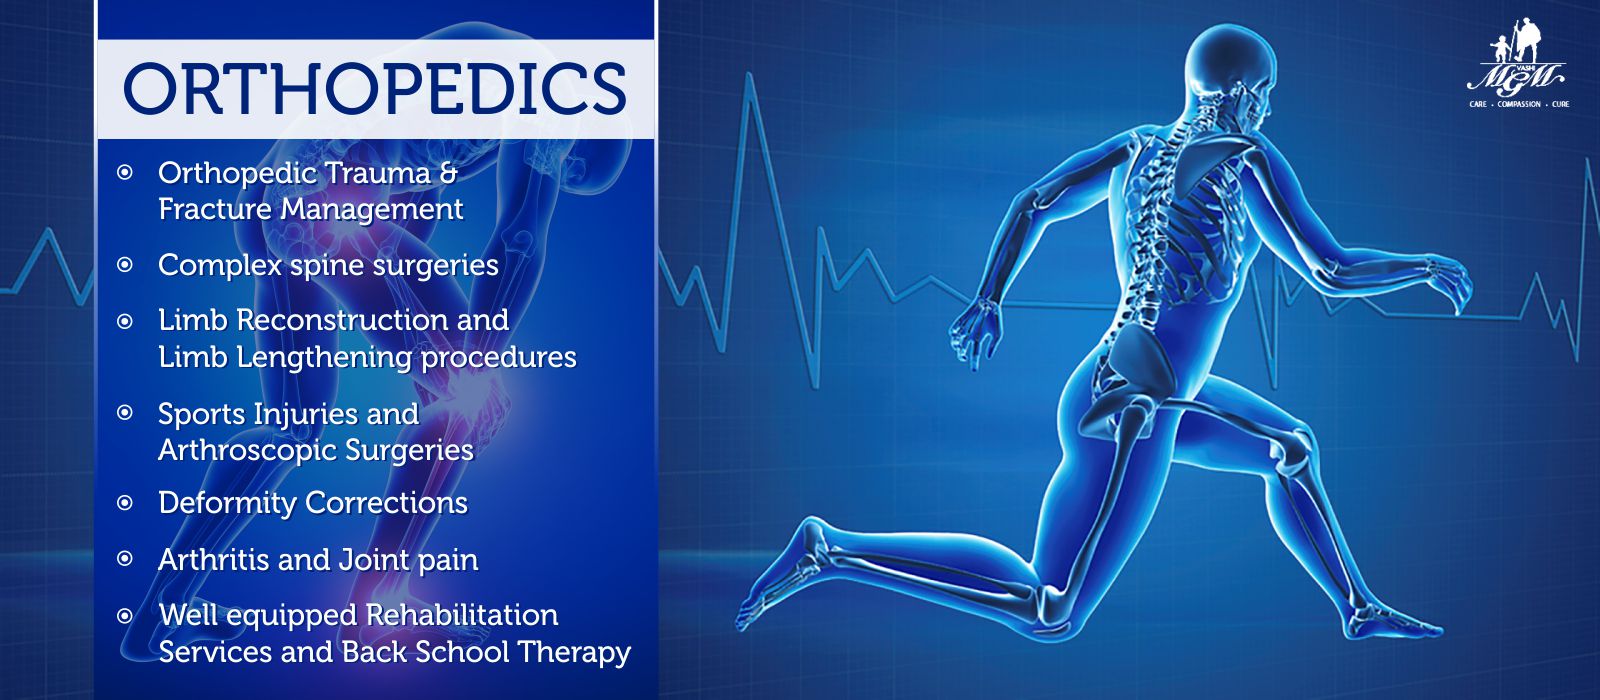 ORTHOPEDICS
Orthopedic Trauma &
Fracture Management
Complex spine surgeries
Limb Reconstruction and
Limb Lengthening procedures
Sports Injuries and
Arthroscopic Surgeries
Deformity Corrections
Arthritis and Joint pain
Well equipped Rehabilitation
Services and Back School Therapy
VASHI
MGM
CARE · COMPASSION · CURE